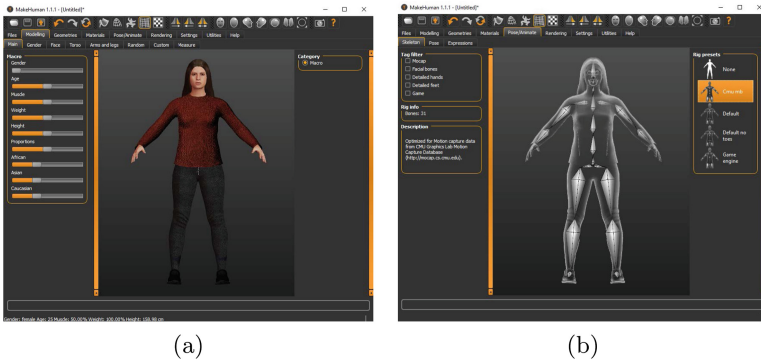 MakeHuman 1.1.1 - [Untitled]*
Files Modelling Geometries Materials Pose/Animate Rendering Settings Utilities Help
Main Gender Face Torso Arms and legs Random Custom Measure
Macro
Gender
Age
Muscle
Weight
Height
Proportions
African
Asian
Caucasian
Category
Macro
Gender: female Age: 25 Muscle: 50.00% Weight: 100.00% Height: 158.98 cm
(a)
MakeHuman 1.1.1 - [Untitled]*
Files Modelling Geometries Materials Pose/Animate Rendering Settings Utilities Help
Skeleton Pose Expressions
Tag filter
Mocap
Facial bones
Detailed hands
Detailed feet
Game
Rig info
Bones: 31
Description
Optimized for Motion capture data
from CMU Graphics Lab Motion
Capture Database
(http://mocap.cs.cmu.edu).
Rig presets
None
Cmu mb
Default
Default no
toes
Game
engine
(b)